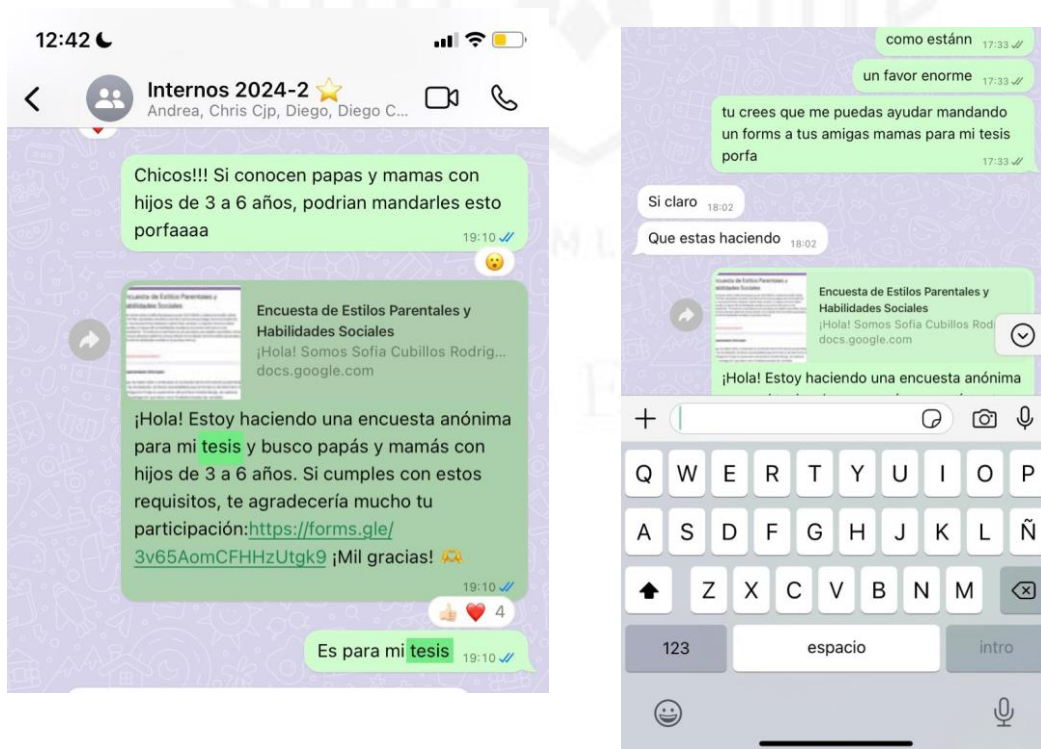 12:42
Internos 2024-2 ⭐
Andrea, Chris Cjp, Diego, Diego C...
Chicos!!! Si conocen papas y mamas con
hijos de 3 a 6 años, podrian mandarles esto
porfaaaa
19:10
Encuesta de Estilos Parentales y
Habilidades Sociales
¡Hola! Somos Sofia Cubillos Rodrig...
docs.google.com
¡Hola! Estoy haciendo una encuesta anónima
para mi tesis y busco papás y mamás con
hijos de 3 a 6 años. Si cumples con estos
requisitos, te agradecería mucho tu
participación:https://forms.gle/
3v65AomCFHHzUtgk9 ¡Mil gracias! 🫶
19:10
4
Es para mi tesis 19:10
como estánn 17:33
un favor enorme 17:33
tu crees que me puedas ayudar mandando
un forms a tus amigas mamas para mi tesis
porfa
17:33
Si claro 18:02
Que estas haciendo 18:02
Encuesta de Estilos Parentales y
Habilidades Sociales
¡Hola! Somos Sofia Cubillos Rod
docs.google.com
¡Hola! Estoy haciendo una encuesta anónima
Q W E R T Y U I O P
A S D F G H J K L Ñ
Z X C V B N M
123 espacio intro